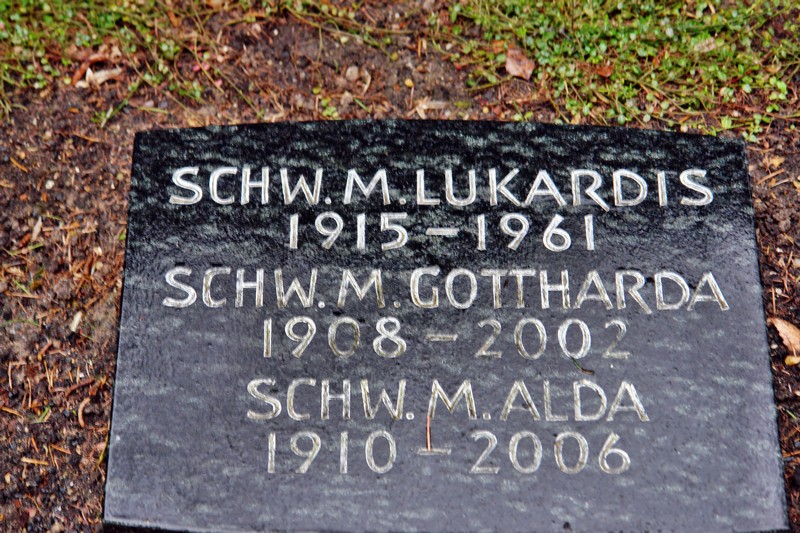 SCHW. M. LUKARDIS
1915 – 1961
SCHW. M. GOTTHARDA
1908 – 2002
SCHW. M. ALDA
1910 – 2006